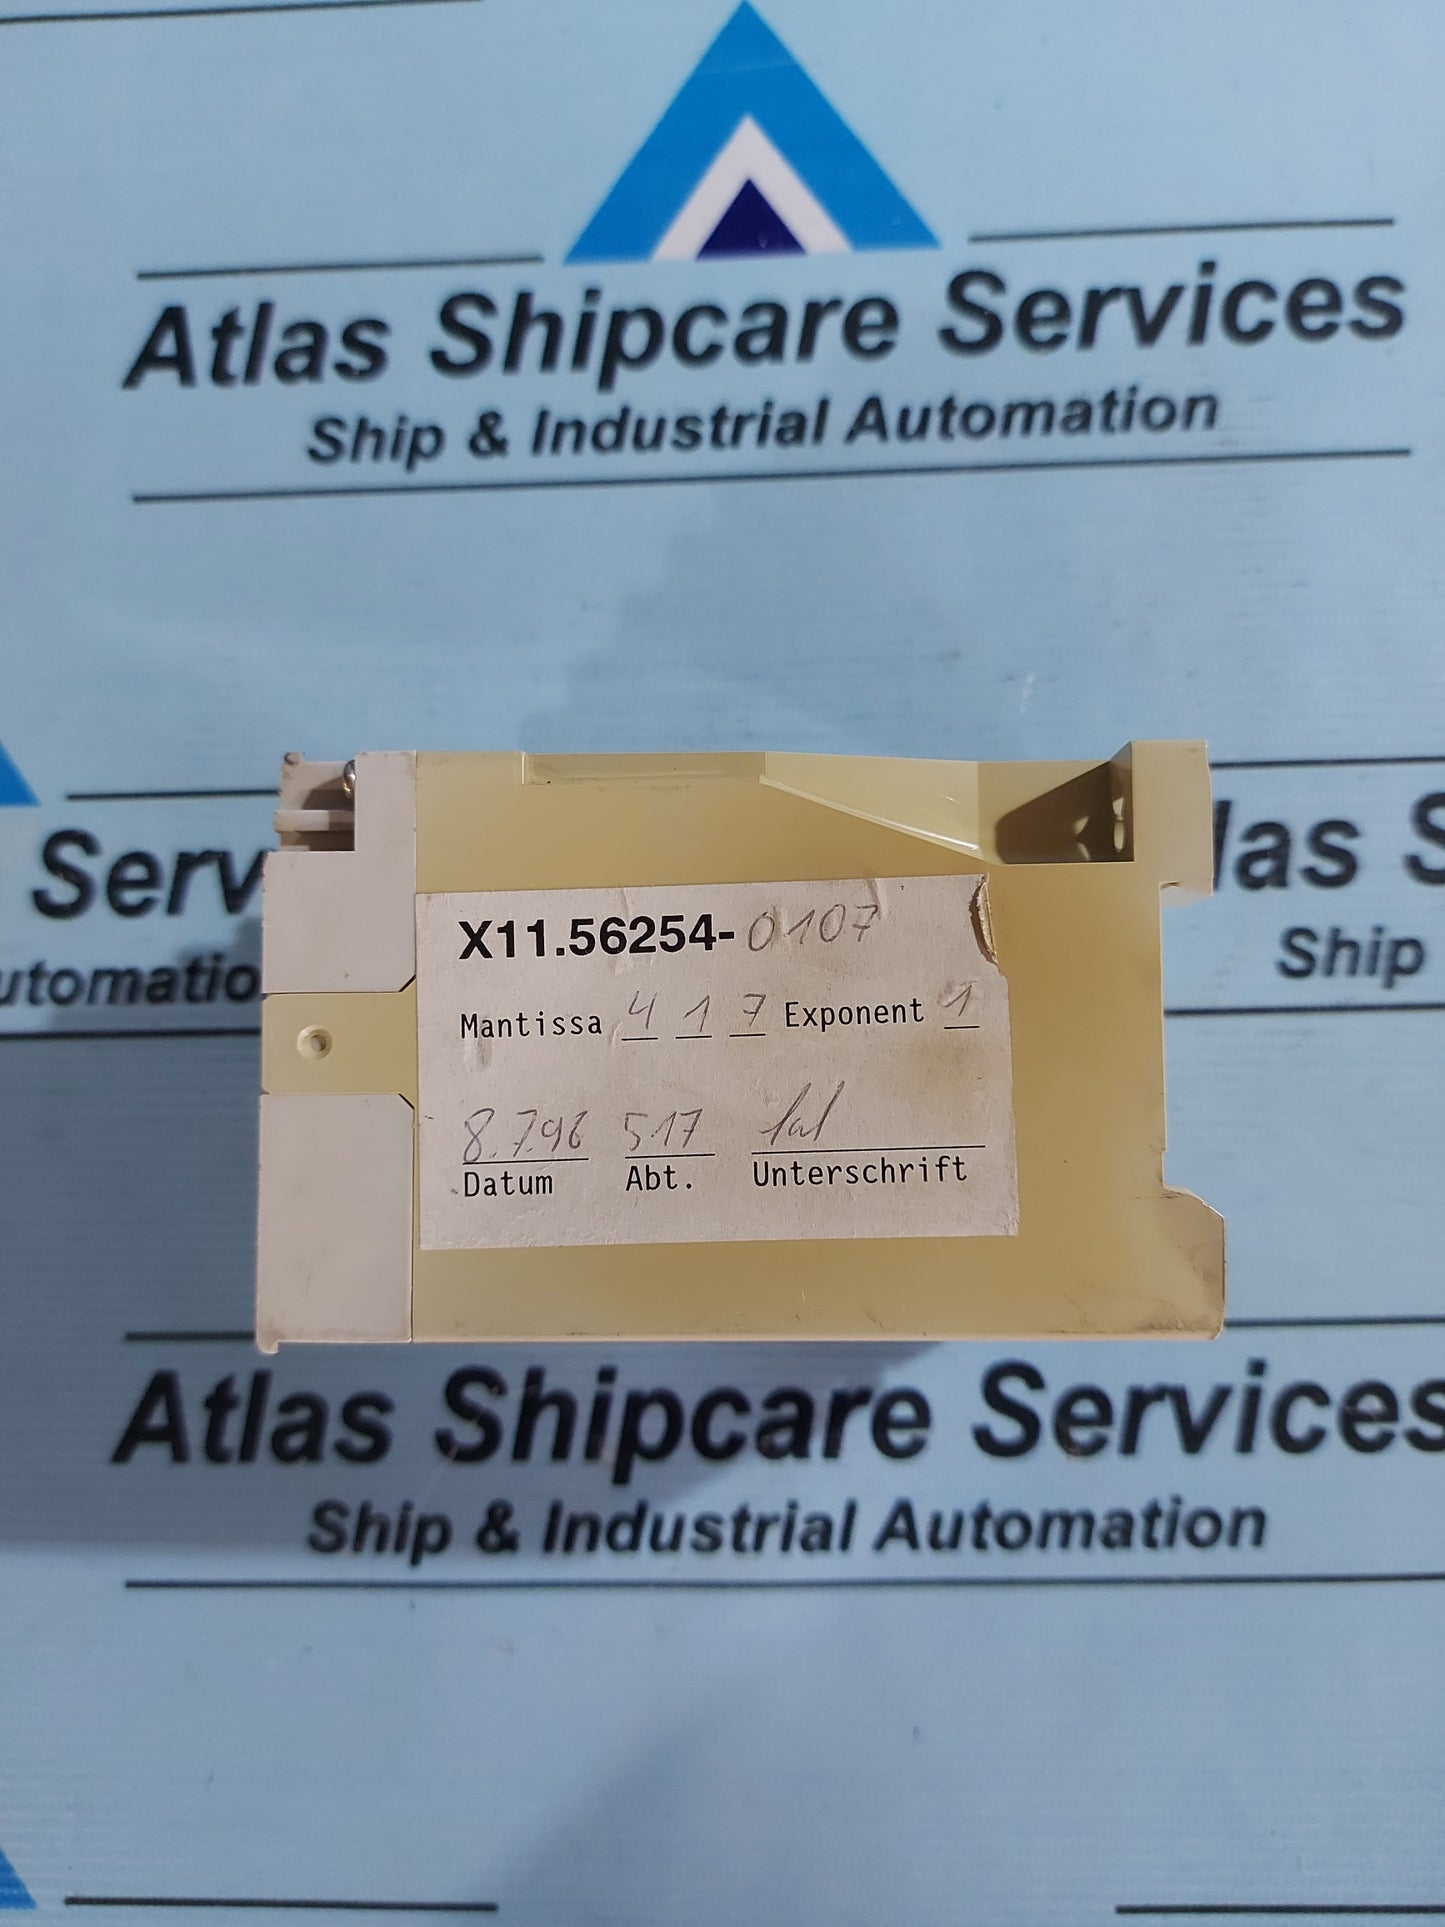 Atlas Shipcare Services
Ship & Industrial Automation
Serv
las S
utomatio
Ship
X11.56254-0107
Mantissa 4 1 7 Exponent 1
8.7.96 517
Datum Abt. Unterschrift
Atlas Shipcare Services
Ship & Industrial Automation